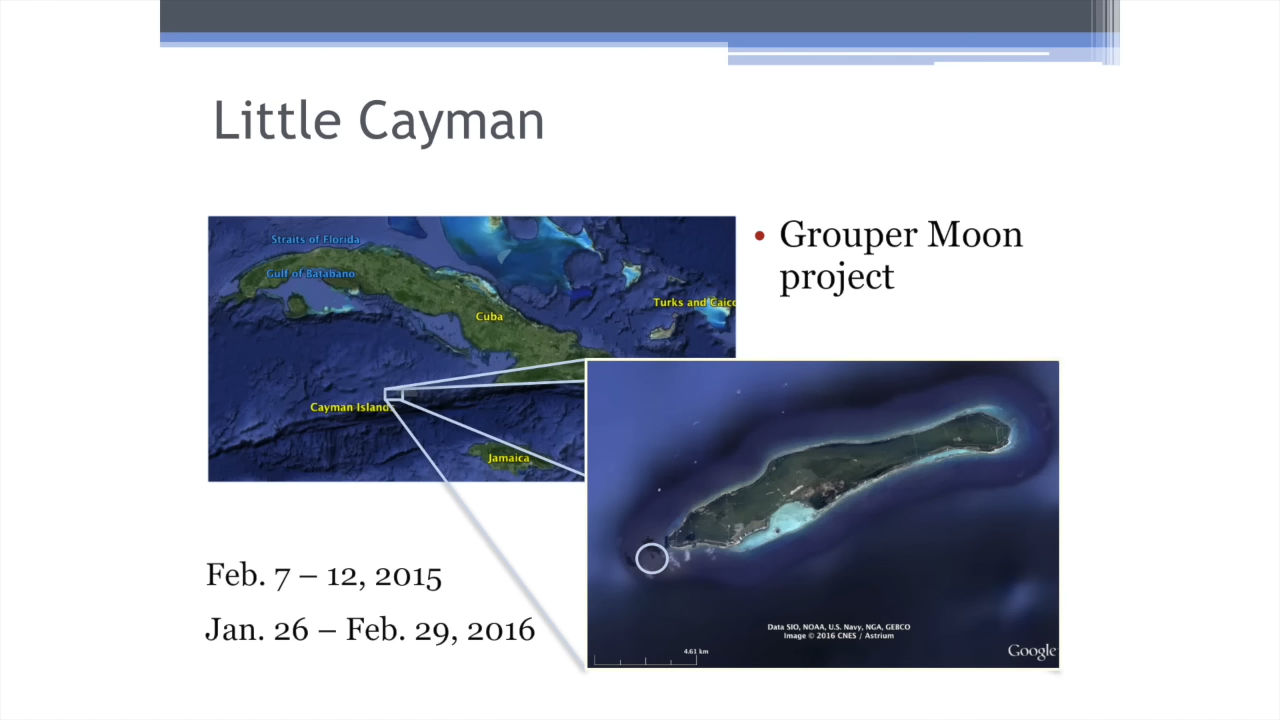 Little Cayman
Straits of Florida
Gulf of Batabano
Cuba
Turks and Caico
Cayman Islands
Jamaica
• Grouper Moon
project
Feb. 7 – 12, 2015
Jan. 26 – Feb. 29, 2016
Data SIO, NOAA, U.S. Navy, NGA, GEBCO
Image © 2016 CNES / Astrium
4.61 km
Google